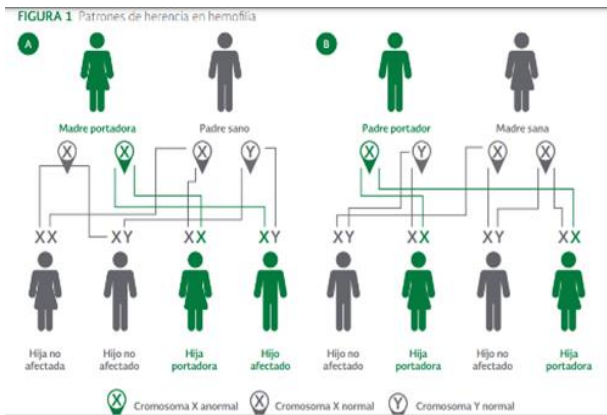 FIGURA 1 Patrones de herencia en hemofilia
A
B
Madre portadora Padre sano
Padre portador Madre sana
X X X Y
X Y X X
XX XY XX XY
XY XX XY XX
Hija no afectada
Hijo no afectado
Hija portadora
Hijo afectado
Hijo no afectado
Hija portadora
Hijo no afectado
Hija portadora
X Cromosoma X anormal X Cromosoma X normal Y Cromosoma Y normal